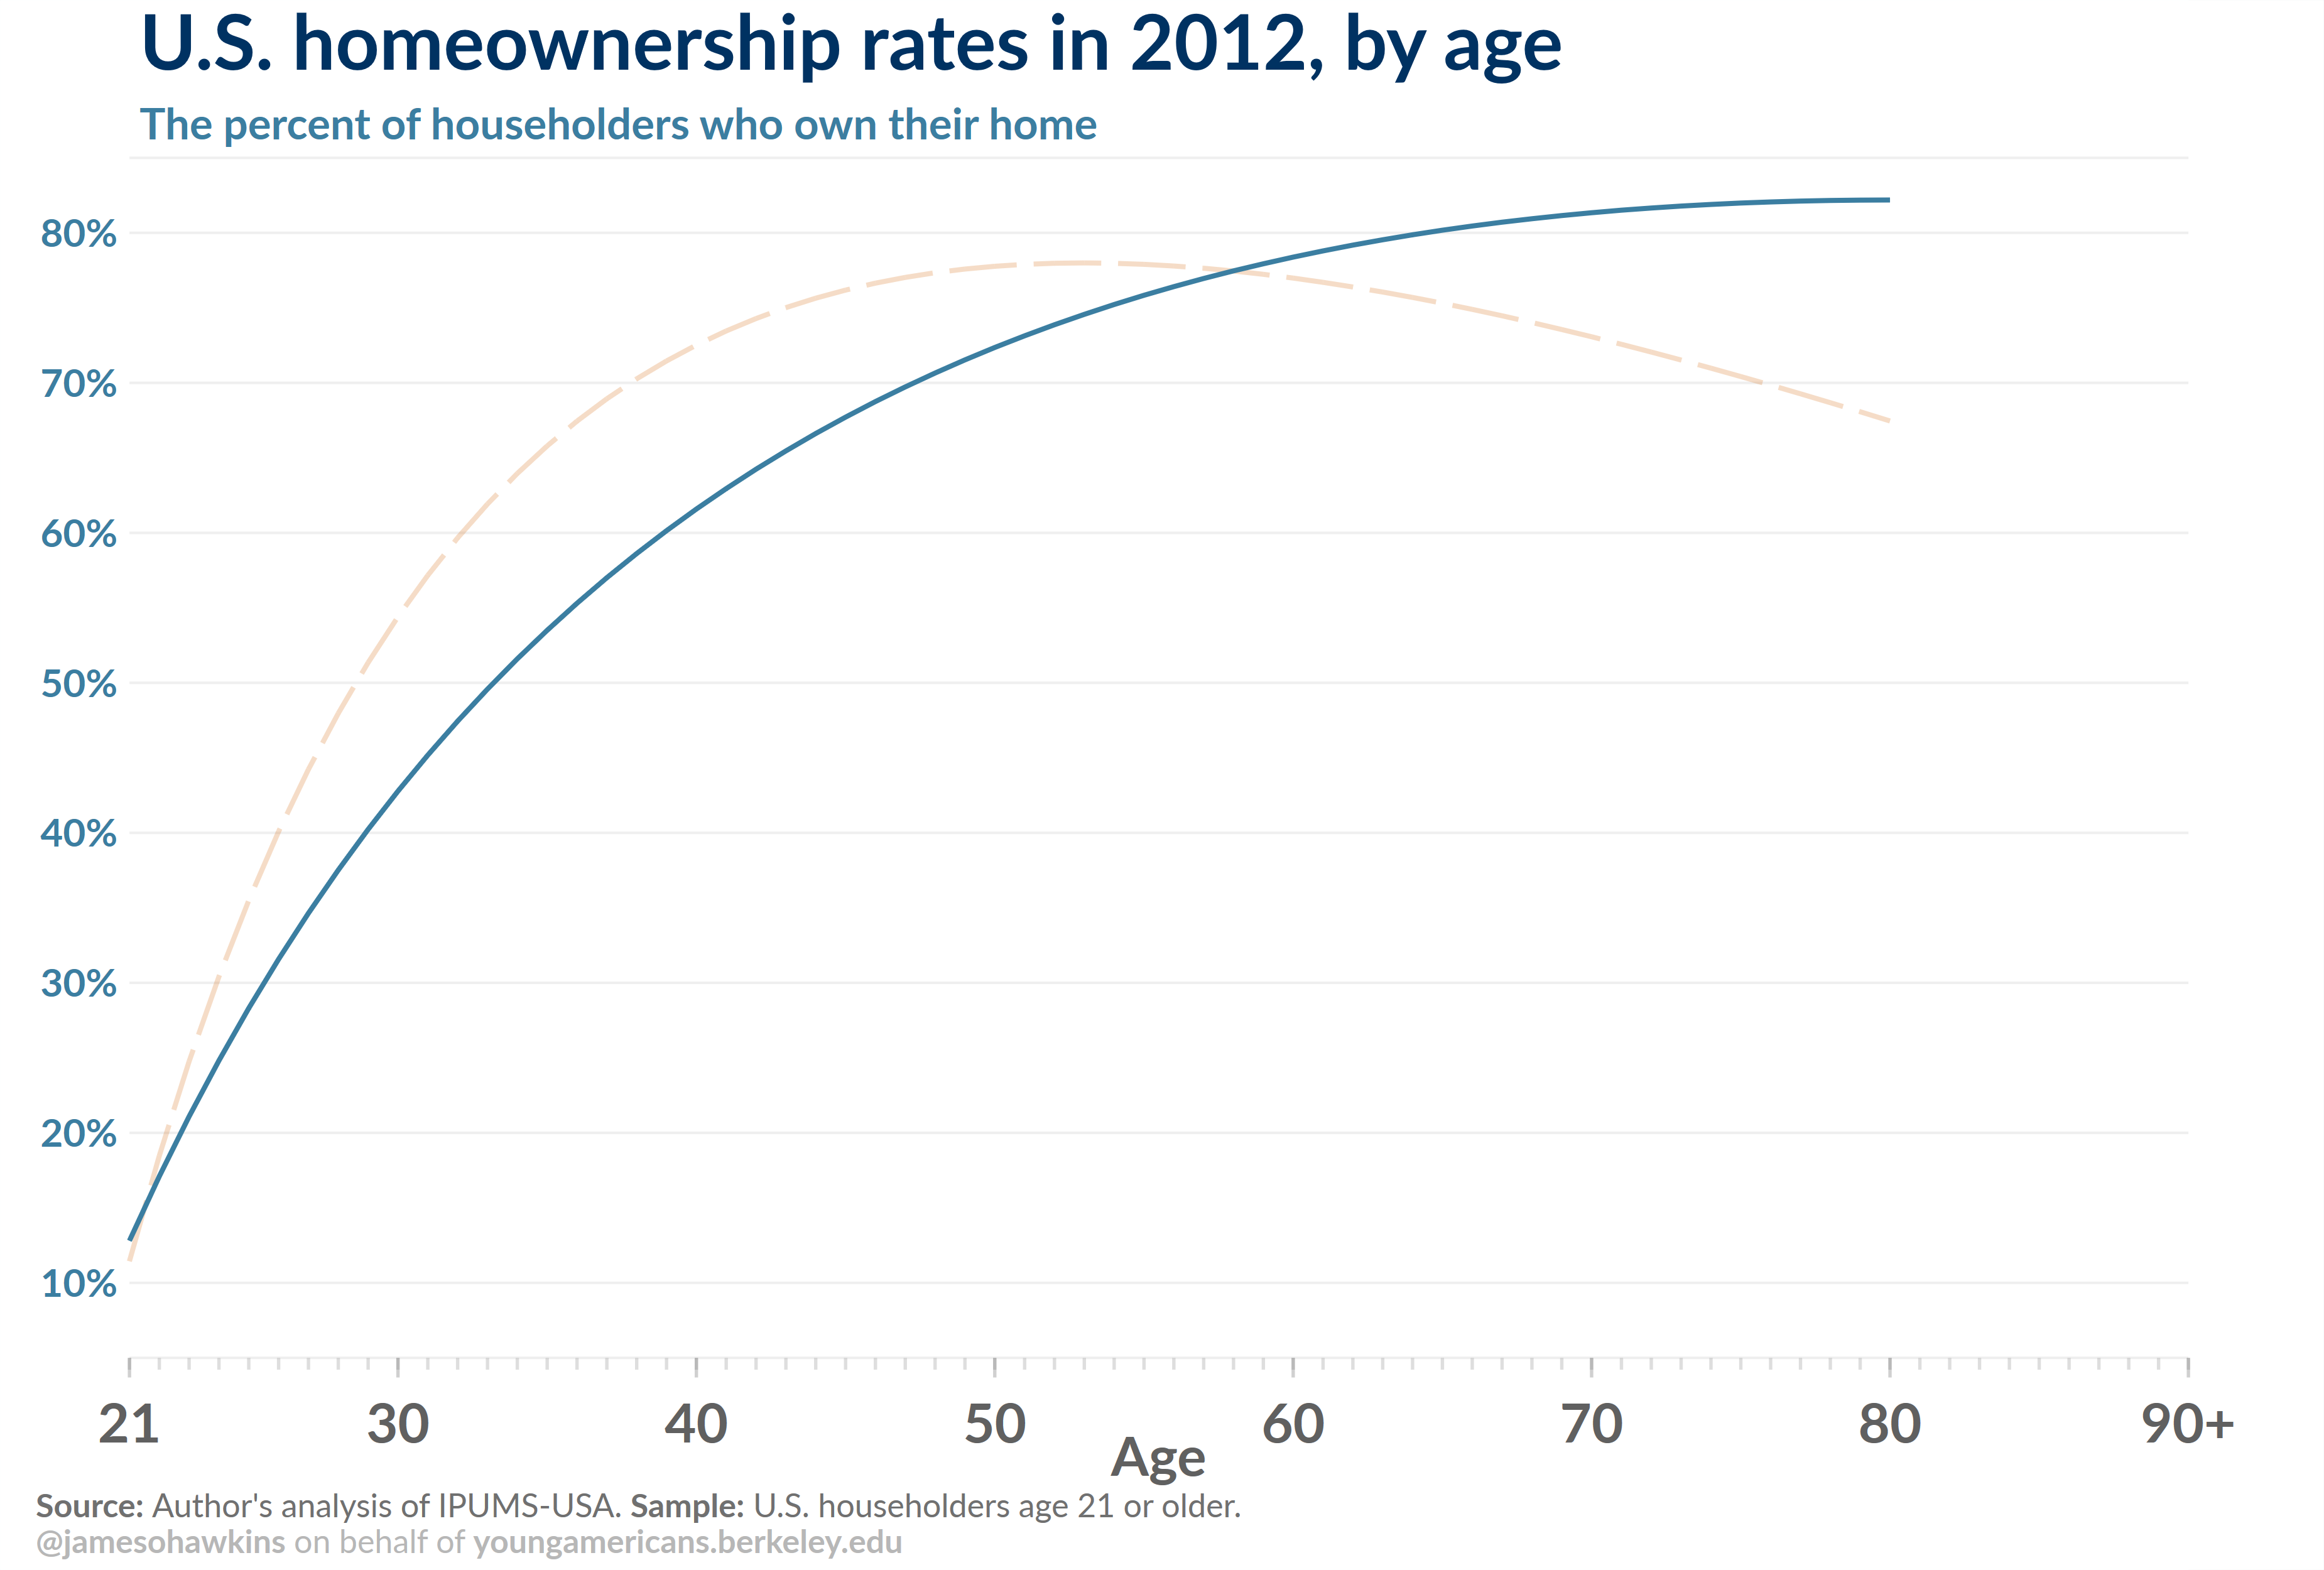 U.S. homeownership rates in 2012, by age
The percent of householders who own their home
80%
70%
60%
50%
40%
30%
20%
10%
21 30 40 50 60 70 80 90+
Age
Source: Author's analysis of IPUMS-USA. Sample: U.S. householders age 21 or older.
@jamesohawkins on behalf of youngamericans.berkeley.edu